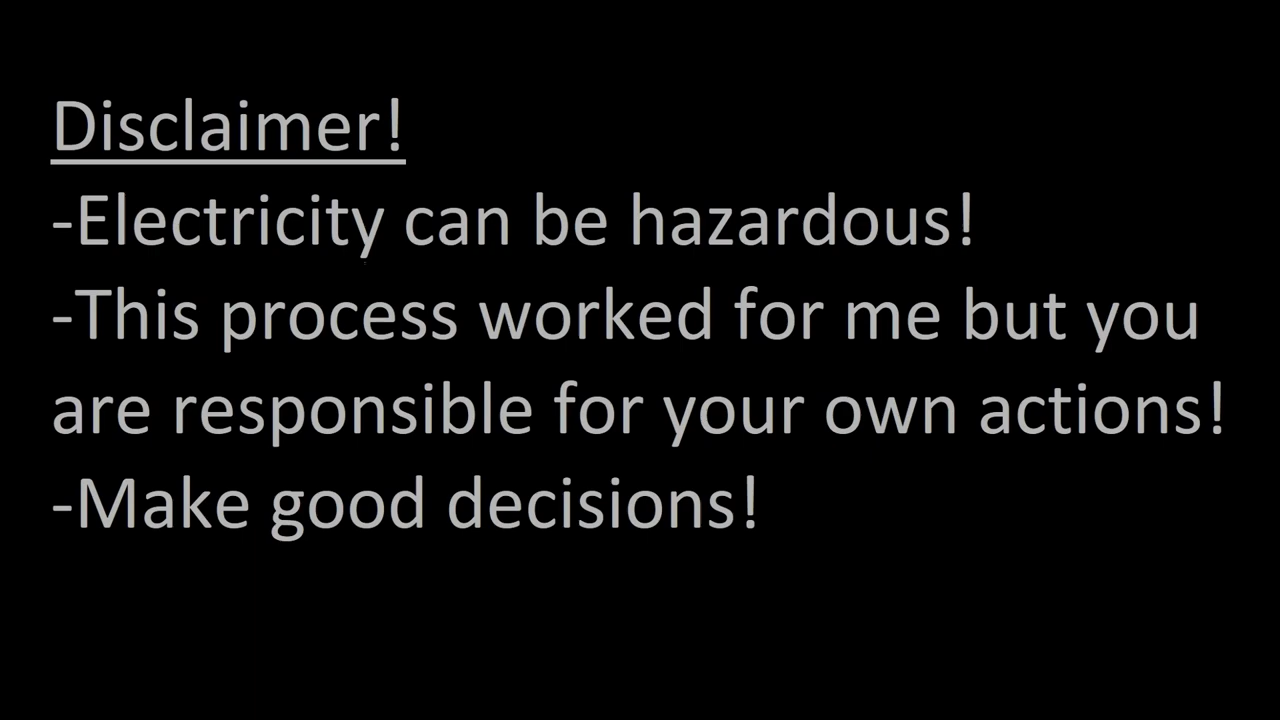 Disclaimer!
-Electricity can be hazardous!
-This process worked for me but you
are responsible for your own actions!
-Make good decisions!